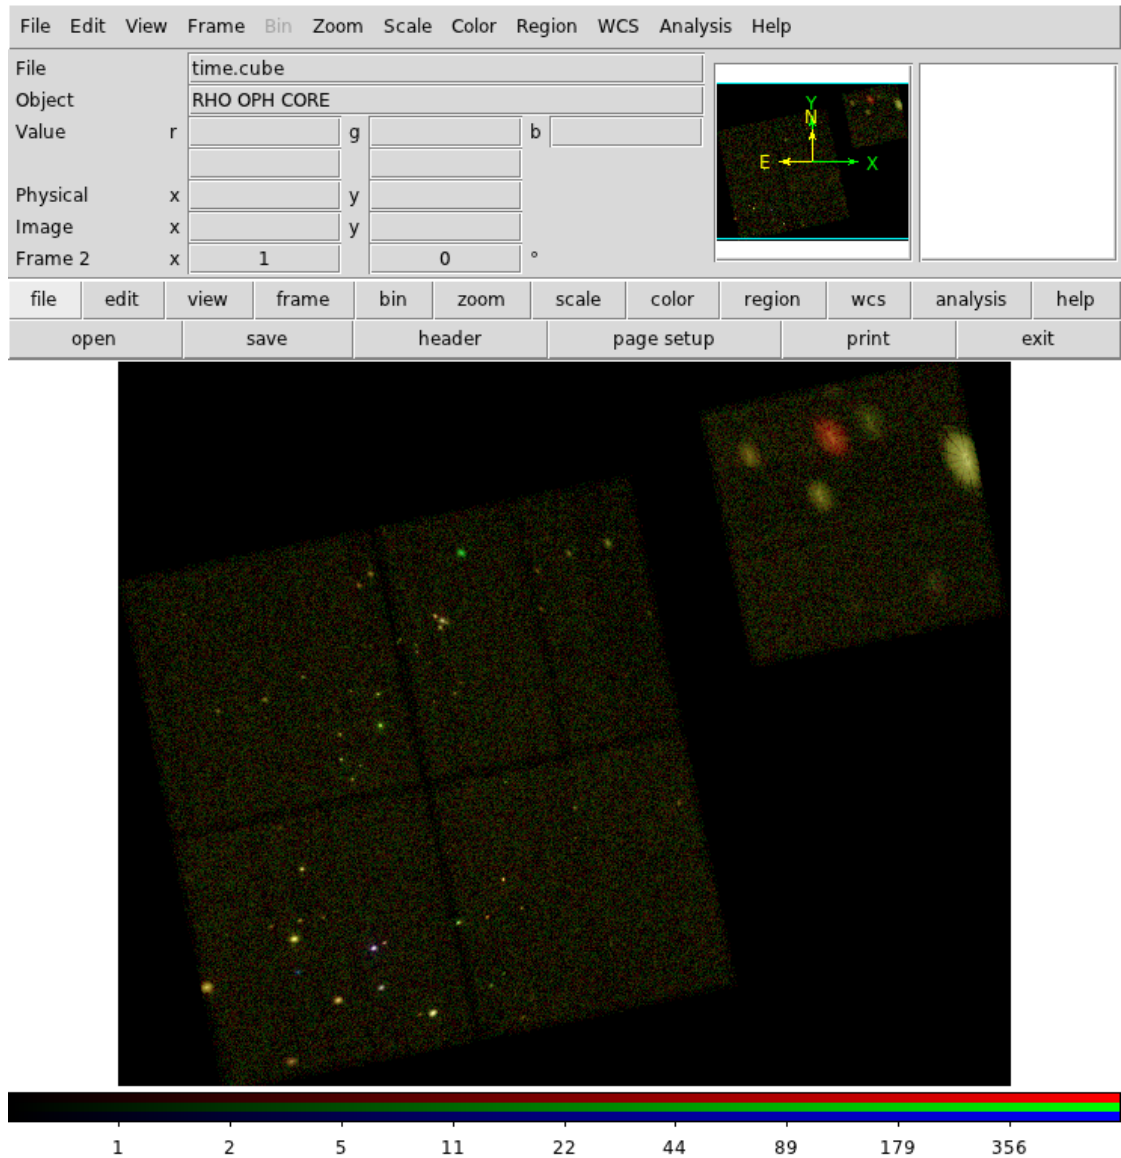 File Edit View Frame Bin Zoom Scale Color Region WCS Analysis Help
File time.cube
Object RHO OPH CORE
Value r g b
Physical x y
Image x y
Frame 2 x 1 0 °
Y
N
E X
file edit view frame bin zoom scale color region wcs analysis help
open save header page setup print exit
1 2 5 11 22 44 89 179 356